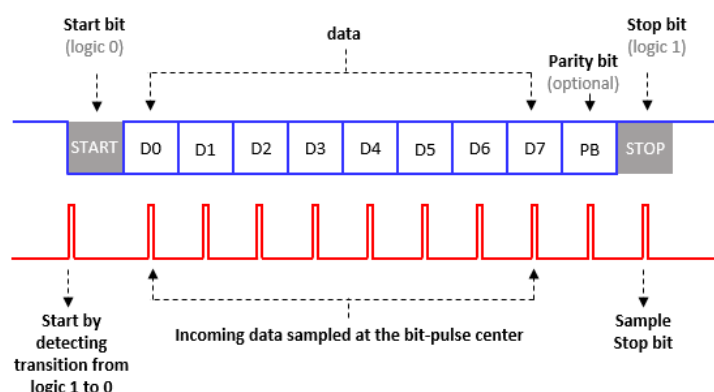 Start bit
(logic 0)
data
Stop bit
(logic 1)
Parity bit
(optional)
START D0 D1 D2 D3 D4 D5 D6 D7 PB STOP
Start by
detecting
transition from
logic 1 to 0
Incoming data sampled at the bit-pulse center
Sample
Stop bit